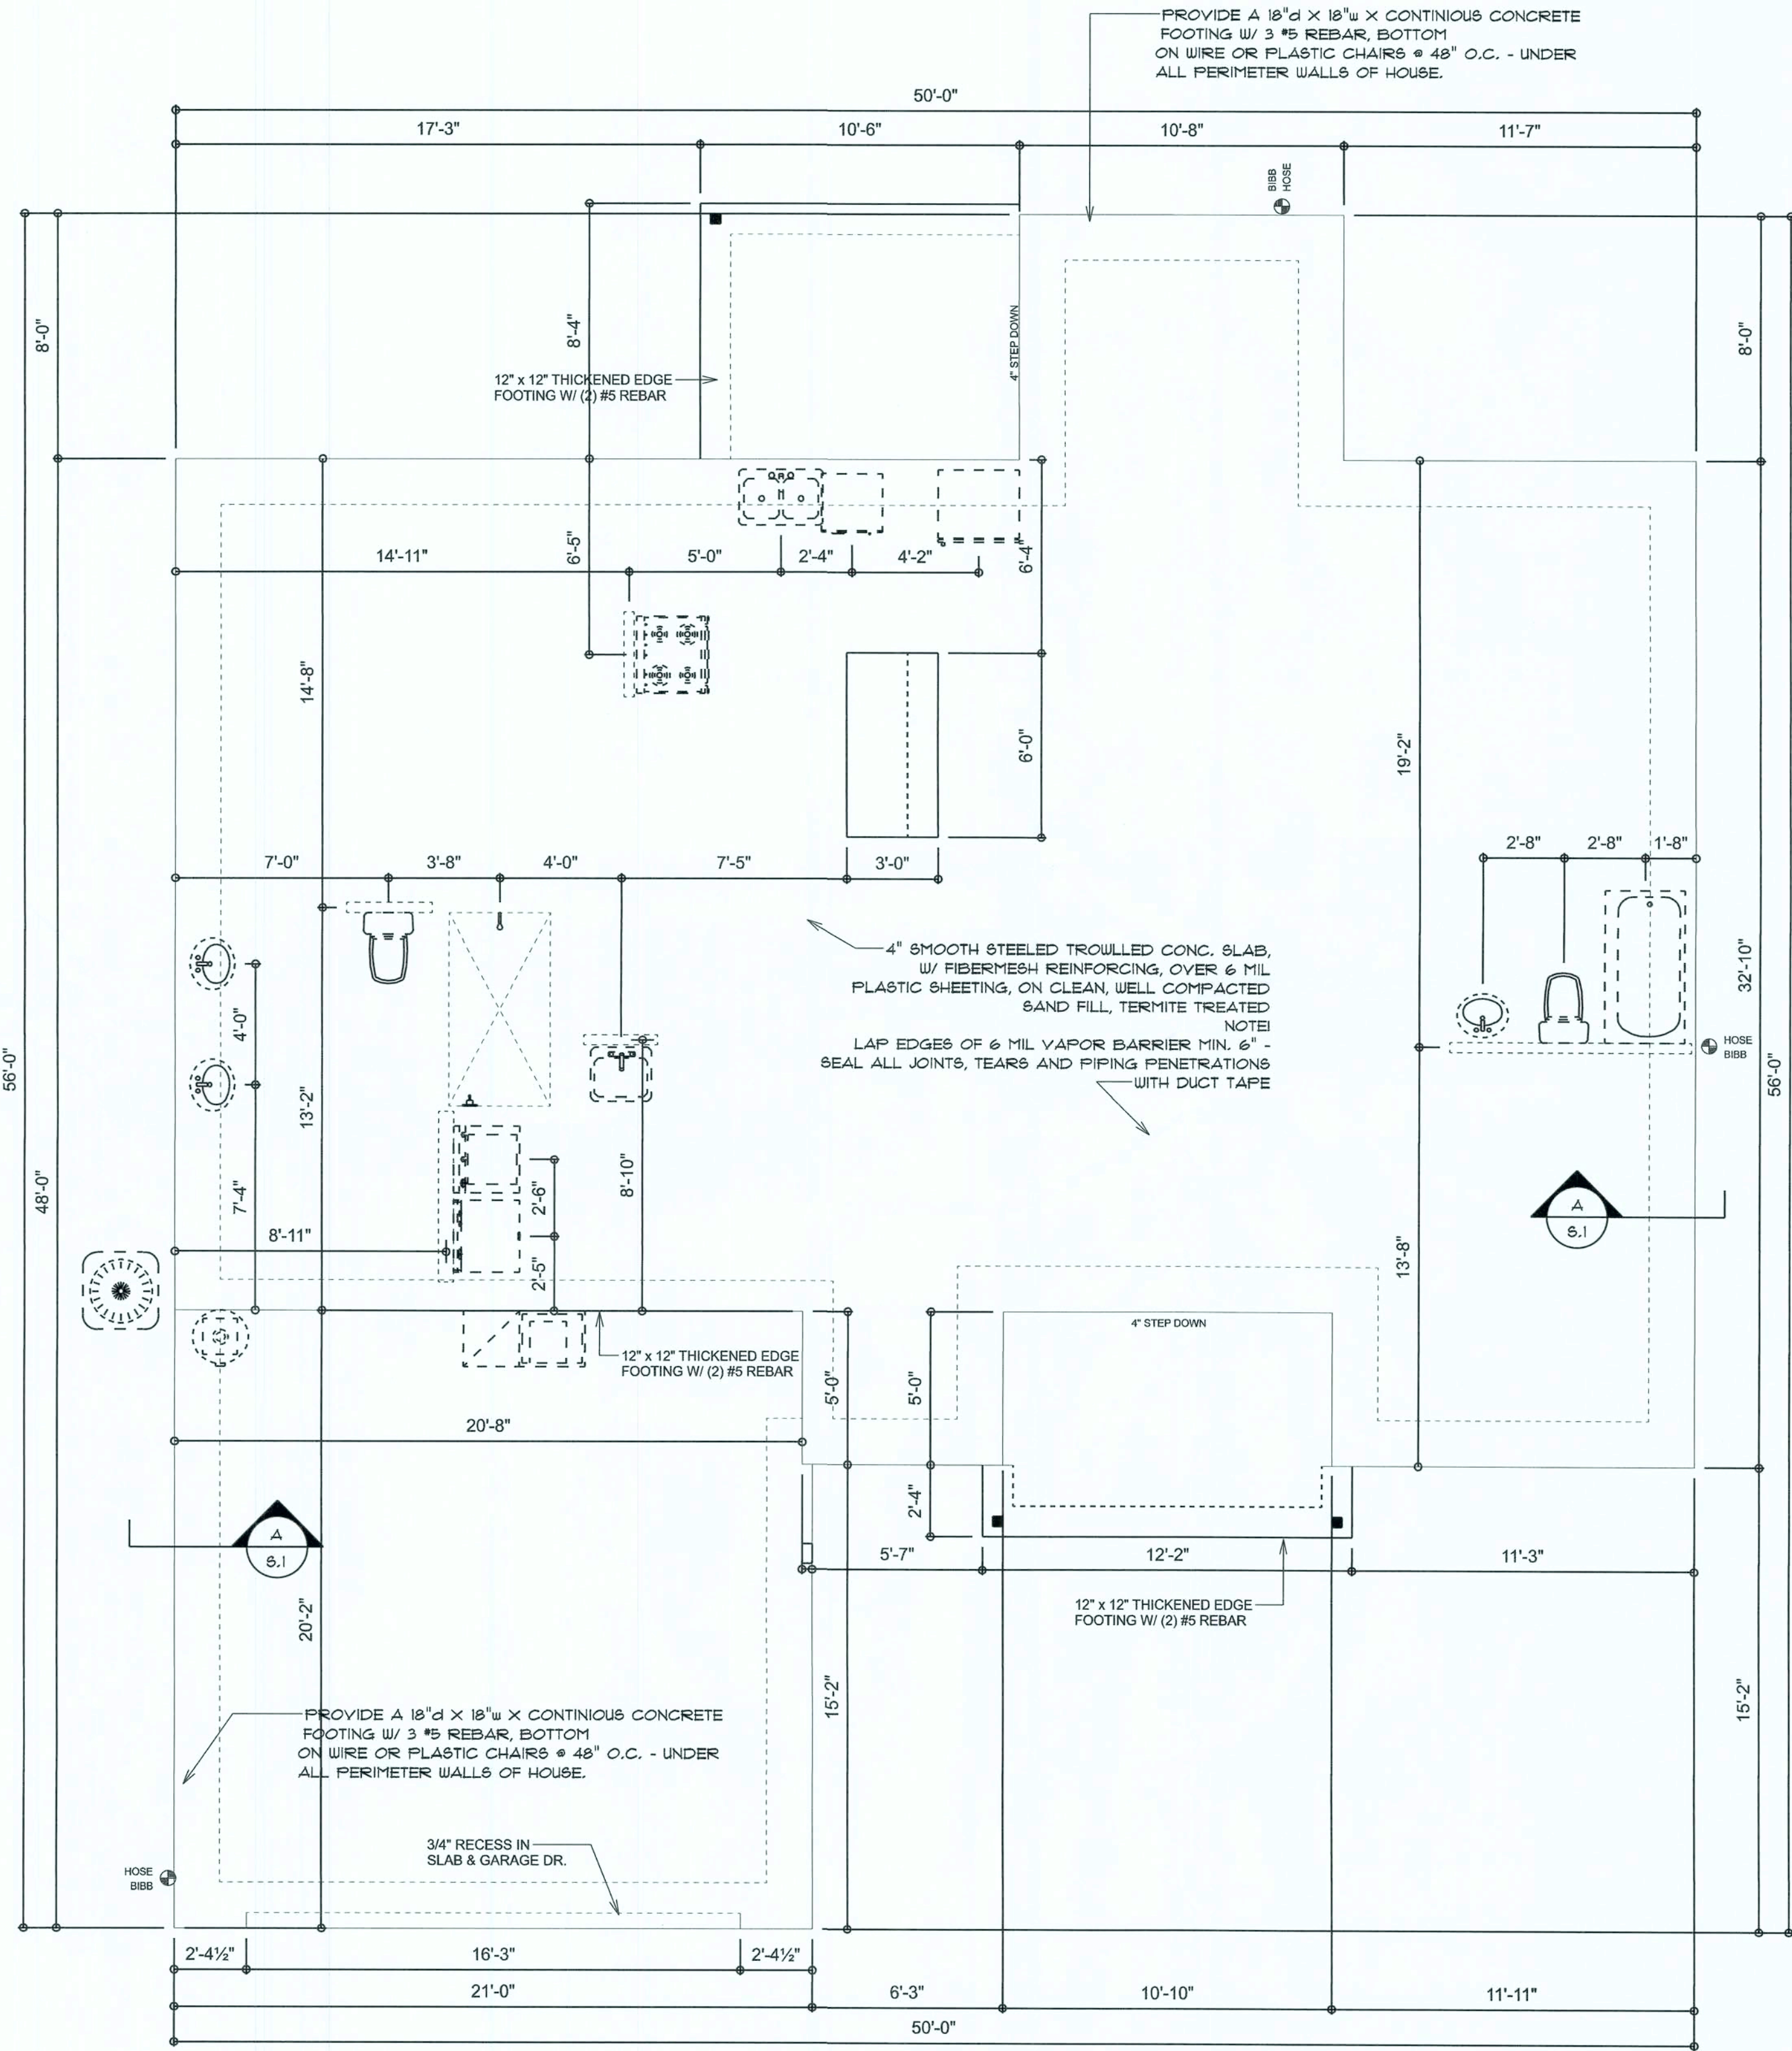 PROVIDE A 18"d X 18"w X CONTINIOUS CONCRETE
FOOTING W/ 3 #5 REBAR, BOTTOM
ON WIRE OR PLASTIC CHAIRS @ 48" O.C. - UNDER
ALL PERIMETER WALLS OF HOUSE.
50'-0"
17'-3"
10'-6"
10'-8"
11'-7"
BIBB
HOSE
8'-0"
8'-4"
4" STEP DOWN
8'-0"
12" x 12" THICKENED EDGE
FOOTING W/ (2) #5 REBAR
14'-11"
6'-5"
5'-0"
2'-4"
4'-2"
6'-4"
14'-8"
6'-0"
19'-2"
7'-0"
3'-8"
4'-0"
7'-5"
3'-0"
2'-8"
2'-8"
1'-8"
4" SMOOTH STEELED TROWLLED CONC. SLAB,
W/ FIBERMESH REINFORCING, OVER 6 MIL
PLASTIC SHEETING, ON CLEAN, WELL COMPACTED
SAND FILL, TERMITE TREATED
NOTE!
LAP EDGES OF 6 MIL VAPOR BARRIER MIN. 6" -
SEAL ALL JOINTS, TEARS AND PIPING PENETRATIONS
WITH DUCT TAPE
32'-10"
HOSE
BIBB
4'-0"
56'-0"
56'-0"
13'-2"
48'-0"
7'-4"
8'-10"
2'-6"
8'-11"
2'-5"
13'-8"
A
S.1
4" STEP DOWN
12" x 12" THICKENED EDGE
FOOTING W/ (2) #5 REBAR
5'-0"
5'-0"
20'-8"
2'-4"
A
S.1
5'-7"
12'-2"
11'-3"
12" x 12" THICKENED EDGE
FOOTING W/ (2) #5 REBAR
20'-2"
15'-2"
15'-2"
PROVIDE A 18"d X 18"w X CONTINIOUS CONCRETE
FOOTING W/ 3 #5 REBAR, BOTTOM
ON WIRE OR PLASTIC CHAIRS @ 48" O.C. - UNDER
ALL PERIMETER WALLS OF HOUSE.
3/4" RECESS IN
SLAB & GARAGE DR.
HOSE
BIBB
2'-4½"
16'-3"
2'-4½"
21'-0"
6'-3"
10'-10"
11'-11"
50'-0"